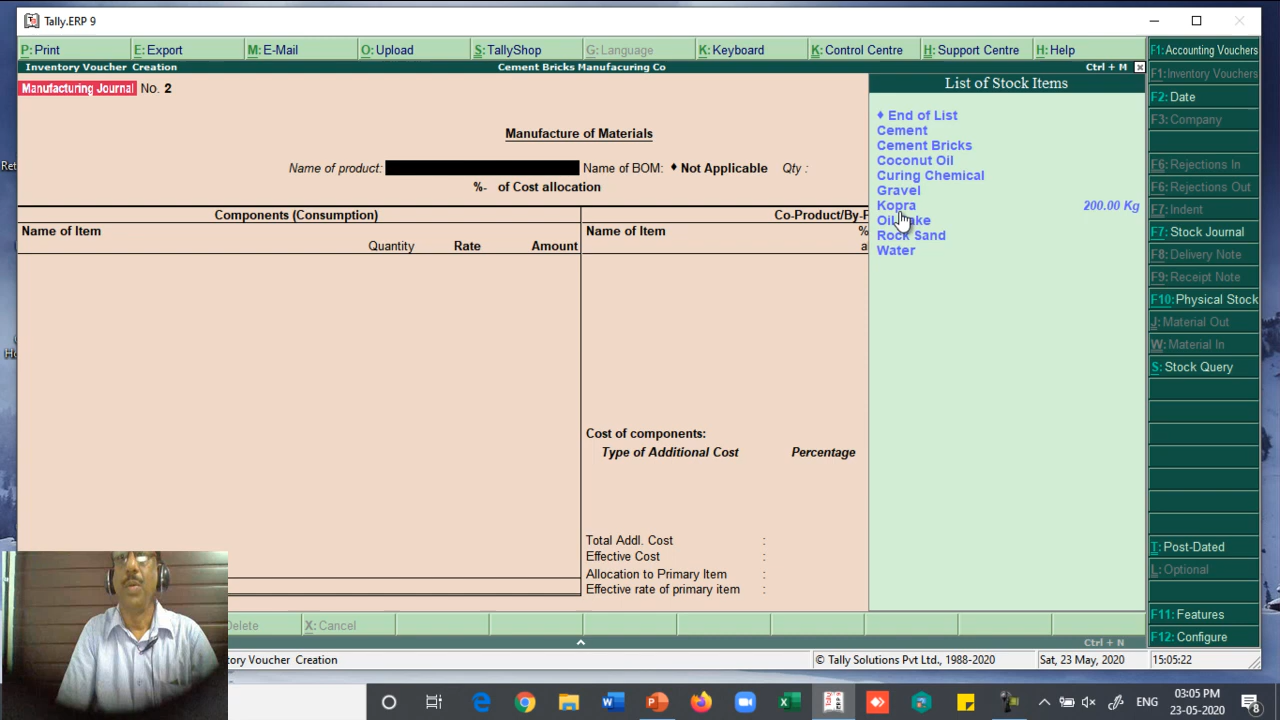 Tally.ERP 9
P: Print E: Export M: E-Mail O: Upload S: TallyShop G: Language K: Keyboard K: Control Centre H: Support Centre H: Help
Inventory Voucher Creation Cement Bricks Manufacuring Co Ctrl + M
Manufacturing Journal No. 2
Manufacture of Materials
Name of product: Name of BOM: ♦ Not Applicable Qty :
%- of Cost allocation
Components (Consumption) Co-Product/By-P
Name of Item Name of Item %
Quantity Rate Amount a
Cost of components:
Type of Additional Cost Percentage
Total Addl. Cost :
Effective Cost :
Allocation to Primary Item :
Effective rate of primary item :
List of Stock Items
♦ End of List
Cement
Cement Bricks
Coconut Oil
Curing Chemical
Gravel
Kopra 200.00 Kg
Rock Sand
Water
F1: Accounting Vouchers
F1: Inventory Vouchers
F2: Date
F3: Company
F6: Rejections In
F6: Rejections Out
F7: Indent
F7: Stock Journal
F8: Delivery Note
F9: Receipt Note
F10: Physical Stock
J: Material Out
W: Material In
S: Stock Query
T: Post-Dated
L: Optional
F11: Features
F12: Configure
elete X: Cancel
Ctrl + N
tory Voucher Creation © Tally Solutions Pvt Ltd., 1988-2020 Sat, 23 May, 2020 15:05:22
ENG 03:05 PM
23-05-2020 8